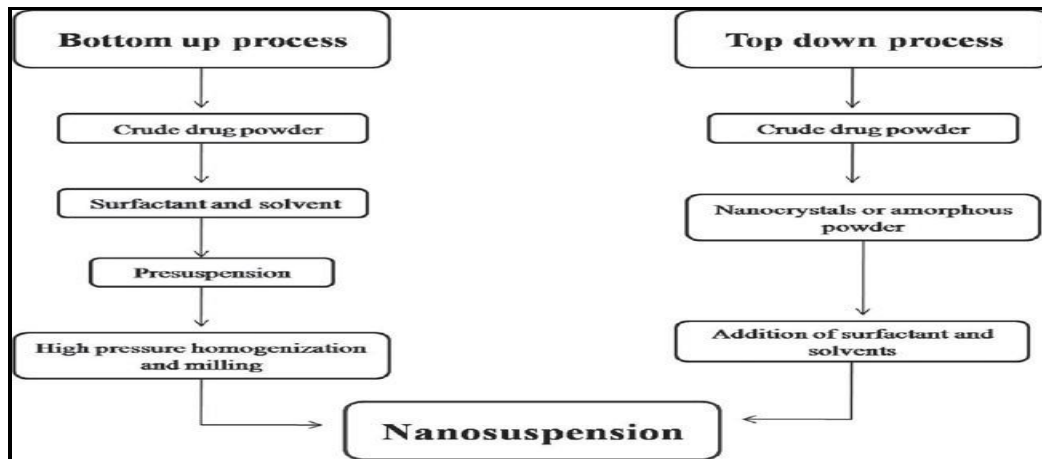 Bottom up process
Crude drug powder
Surfactant and solvent
Presuspension
High pressure homogenization
and milling
Top down process
Crude drug powder
Nanocrystals or amorphous
powder
Addition of surfactant and
solvents
Nanosuspension